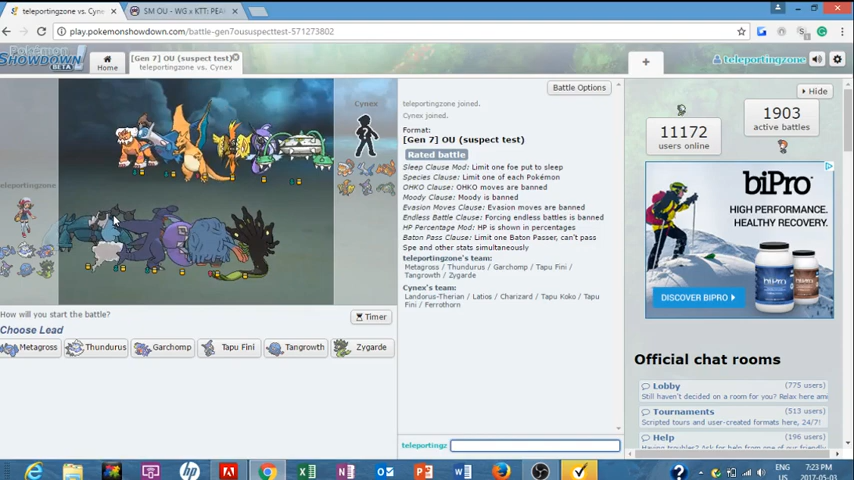 teleportingzone vs. Cynex
SM OU - WG x KTT: PEA
play.pokemonshowdown.com/battle-gen7oususpecttest-571273802
POKÉMON
SHOWDOWN
BETA
Home
[Gen 7] OU (suspect test)
teleportingzone vs. Cynex
+
teleportingzone
Cynex
teleportingzone
How will you start the battle?
Timer
Choose Lead
Metagross
Thundurus
Garchomp
Tapu Fini
Tangrowth
Zygarde
Battle Options
teleportingzone joined.
Cynex joined.
Format:
[Gen 7] OU (suspect test)
Rated battle
Sleep Clause Mod: Limit one foe put to sleep
Species Clause: Limit one of each Pokémon
OHKO Clause: OHKO moves are banned
Moody Clause: Moody is banned
Evasion Moves Clause: Evasion moves are banned
Endless Battle Clause: Forcing endless battles is banned
HP Percentage Mod: HP is shown in percentages
Baton Pass Clause: Limit one Baton Passer, can't pass
Spe and other stats simultaneously
teleportingzone's team:
Metagross / Thundurus / Garchomp / Tapu Fini /
Tangrowth / Zygarde
Cynex's team:
Landorus-Therian / Latios / Charizard / Tapu Koko / Tapu
Fini / Ferrothorn
teleportingz
Hide
11172
users online
1903
active battles
biPro
HIGH PERFORMANCE.
HEALTHY RECOVERY.
DISCOVER BIPRO
Official chat rooms
Lobby
(775 users)
Still haven't decided on a room for you? Relax here am
Tournaments
(513 users)
Scripted tours and user-created formats here, 24/7!
Help
(196 users)
ENG
US
7:23 PM
2017-05-03